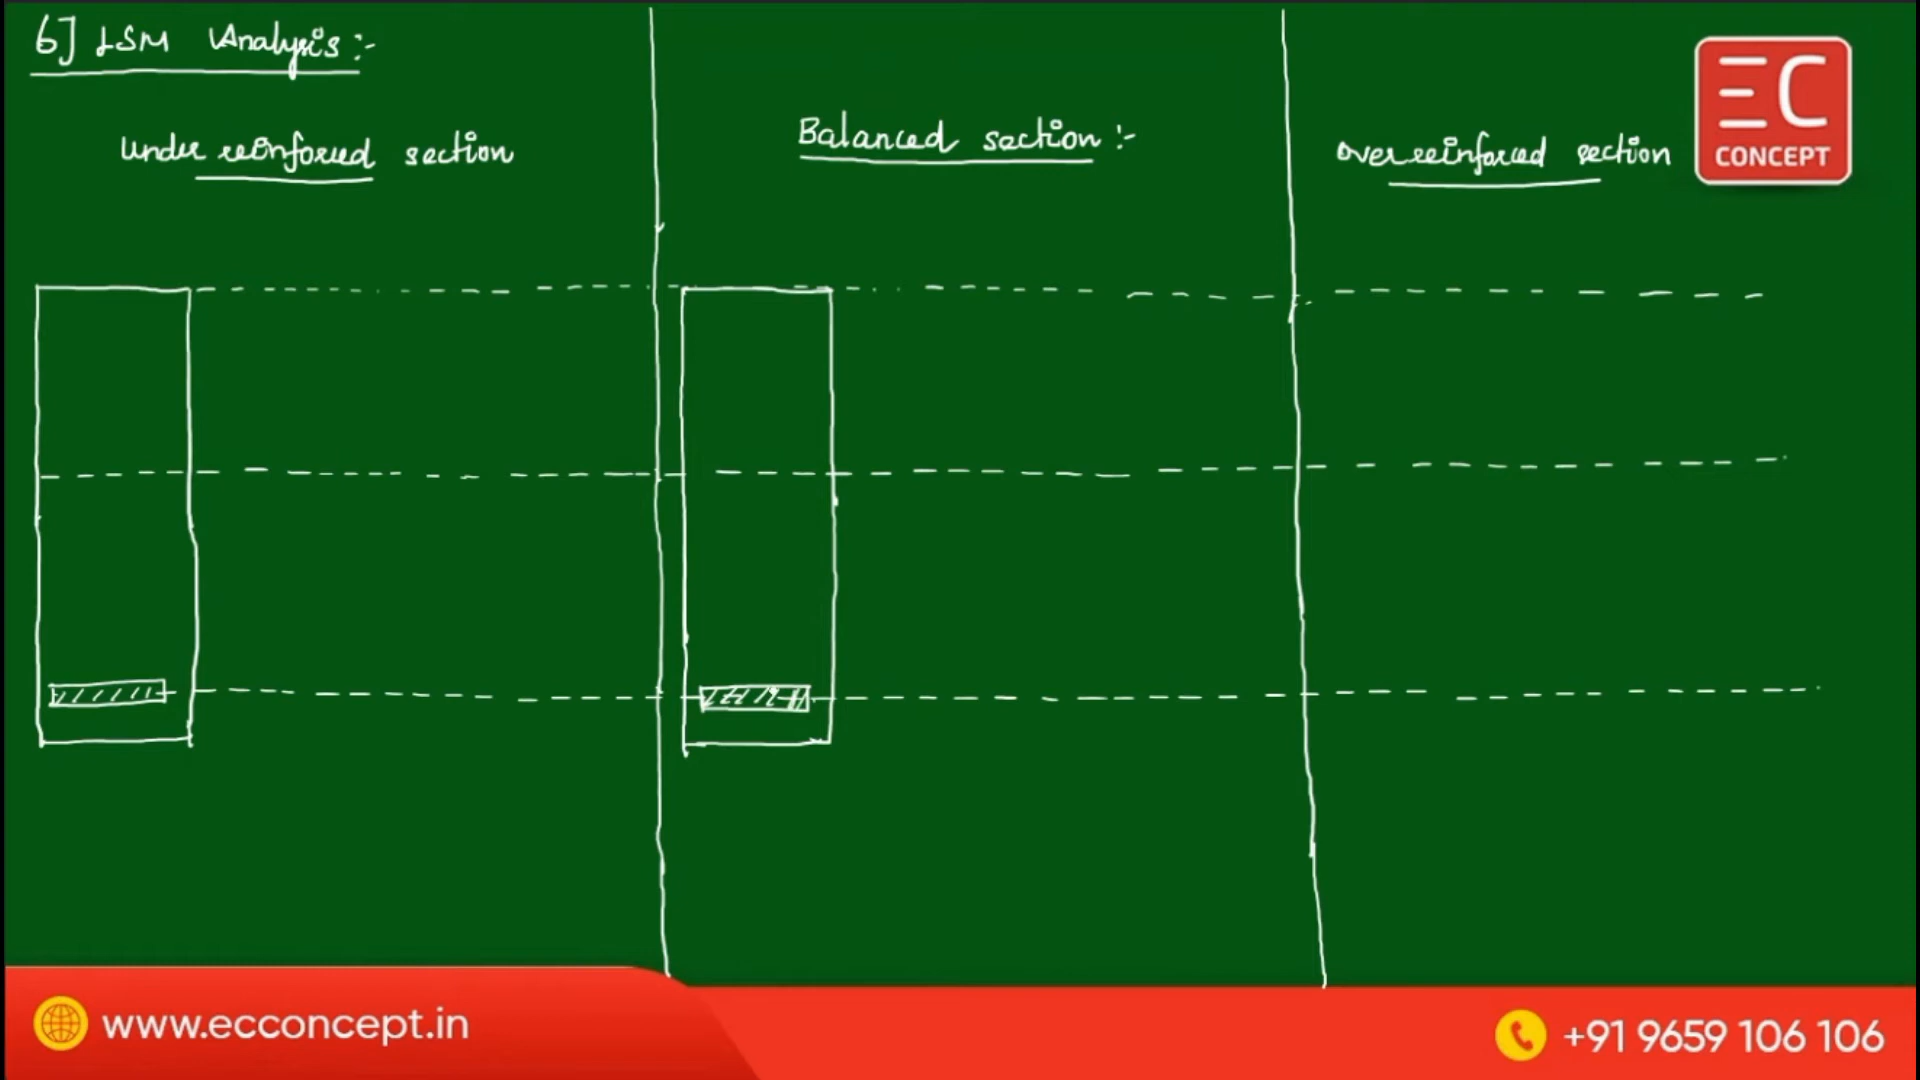 6] LSM Analysis:-
Under reinforced section
Balanced section:-
Over reinforced section
EC
CONCEPT
www.ecconcept.in
+91 9659 106 106